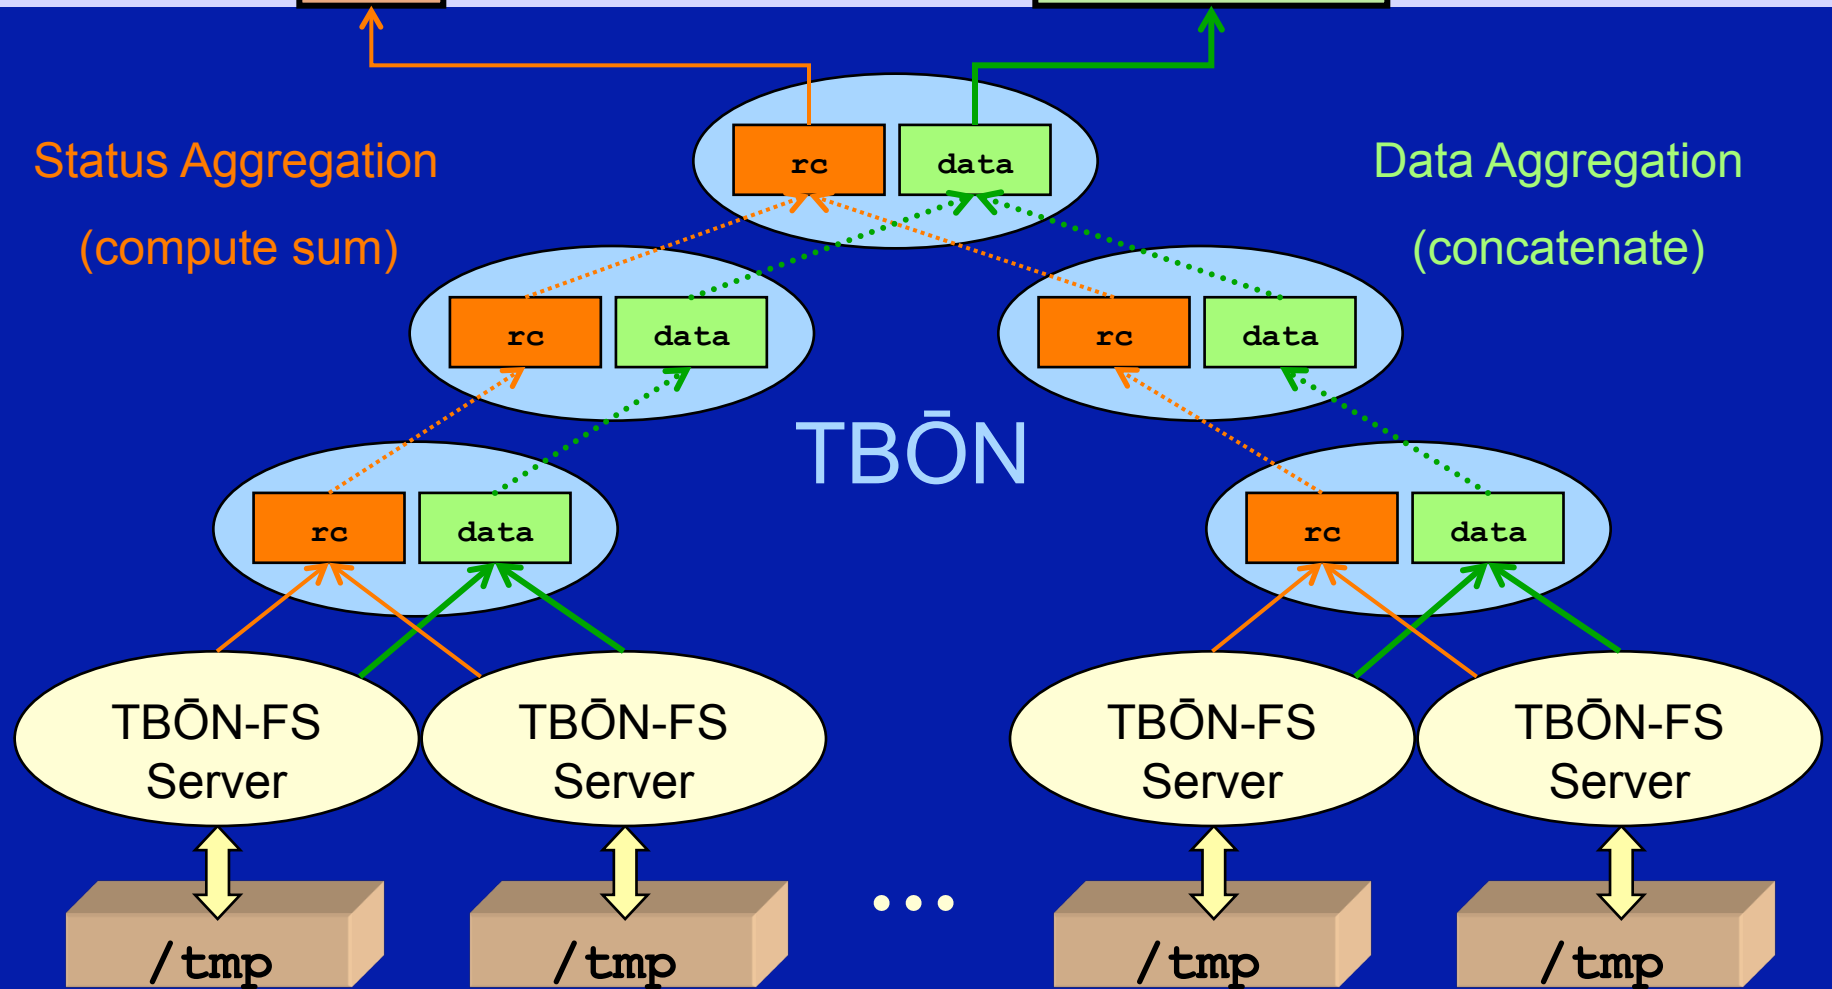 rc data
Status Aggregation
(compute sum)
Data Aggregation
(concatenate)
rc data
rc data
TBŌN
rc data
rc data
TBŌN-FS
Server
TBŌN-FS
Server
TBŌN-FS
Server
TBŌN-FS
Server
...
/tmp
/tmp
/tmp
/tmp